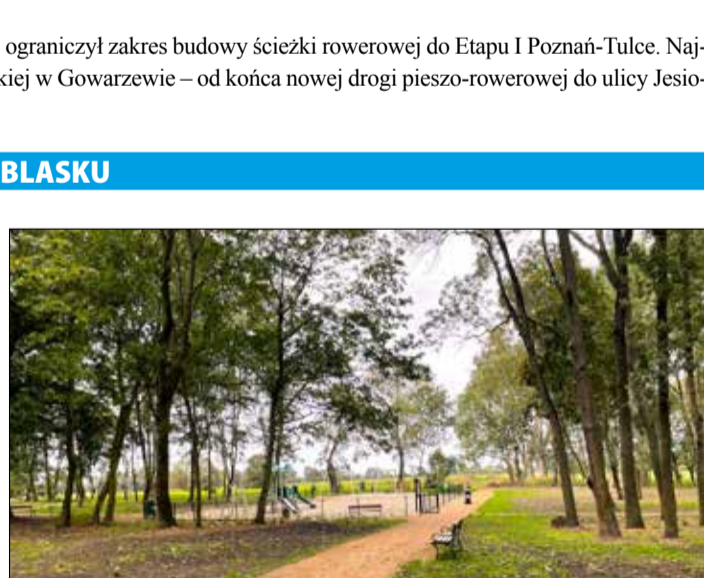 ograniczył zakres budowy ścieżki rowerowej do Etapu I Poznań-Tulce. Naj-
kiej w Gowarzewie – od końca nowej drogi pieszo-rowerowej do ulicy Jesio-
BLASKU